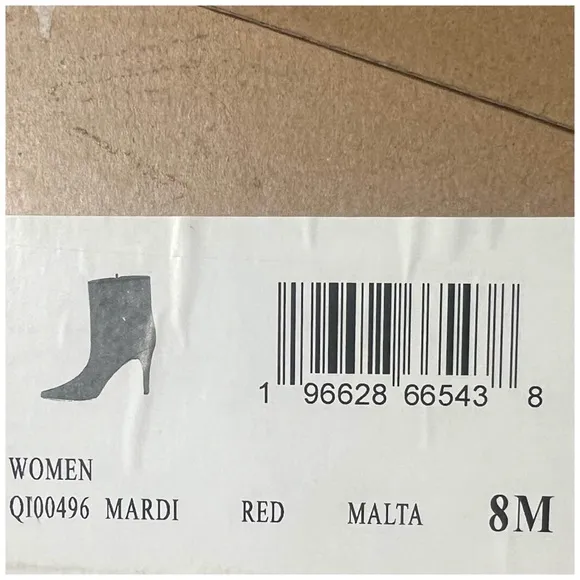 1 96628 66543 8
WOMEN
QI00496 MARDI RED MALTA 8M